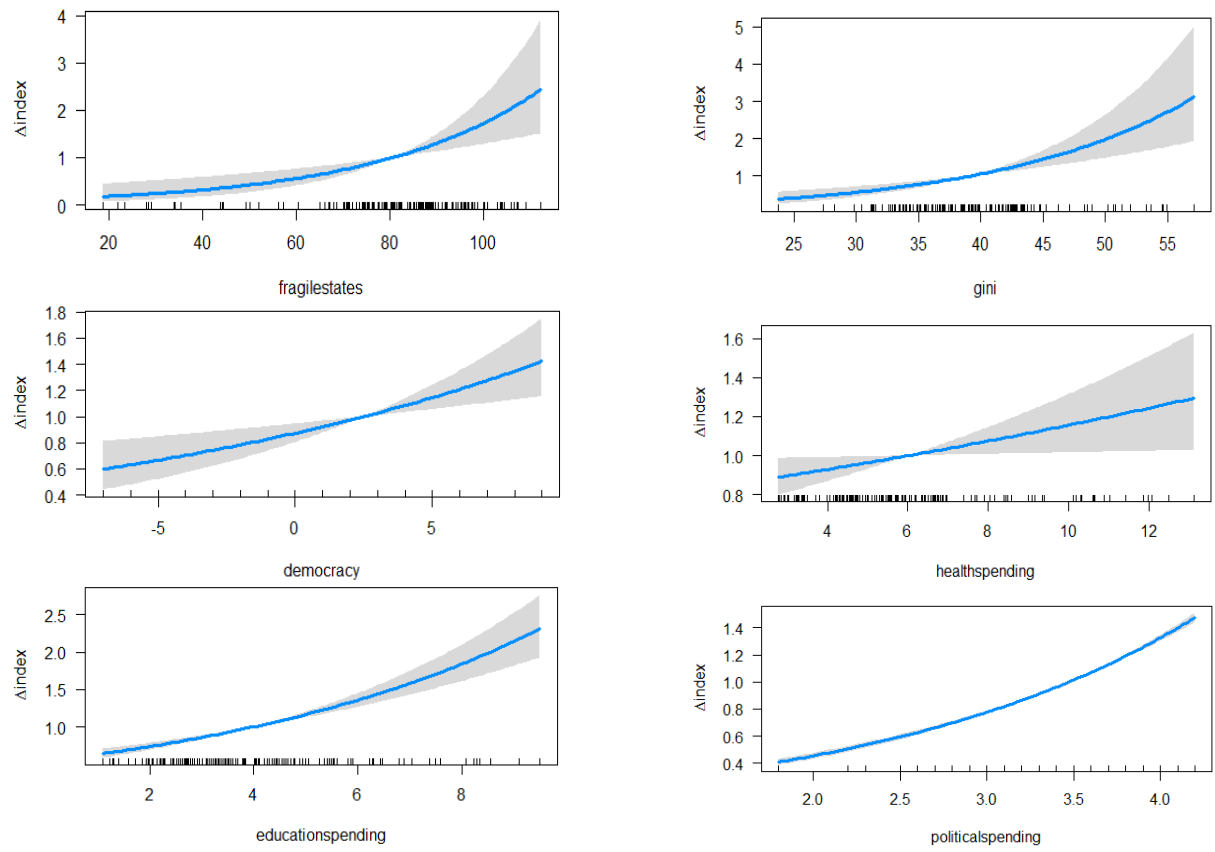 4
3
2
1
0
Δindex
20 40 60 80 100
fragilestates
5
4
3
2
1
Δindex
25 30 35 40 45 50 55
gini
1.8
1.6
1.4
1.2
1.0
0.8
0.6
0.4
Δindex
-5 0 5
democracy
1.6
1.4
1.2
1.0
0.8
Δindex
4 6 8 10 12
healthspending
2.5
2.0
1.5
1.0
Δindex
2 4 6 8
educationspending
1.4
1.2
1.0
0.8
0.6
0.4
Δindex
2.0 2.5 3.0 3.5 4.0
politicalspending